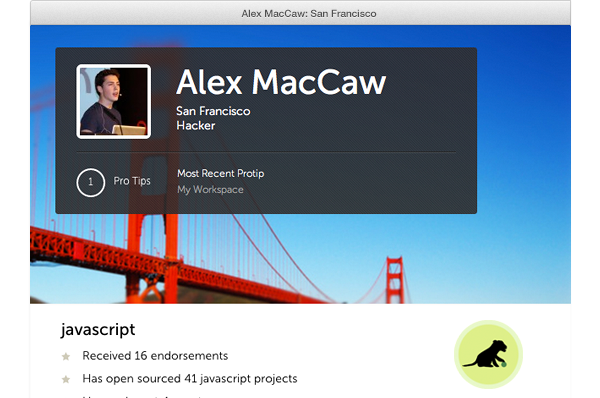 Alex MacCaw: San Francisco
Alex MacCaw
San Francisco
Hacker
1 Pro Tips
Most Recent Protip
My Workspace
javascript
Received 16 endorsements
Has open sourced 41 javascript projects